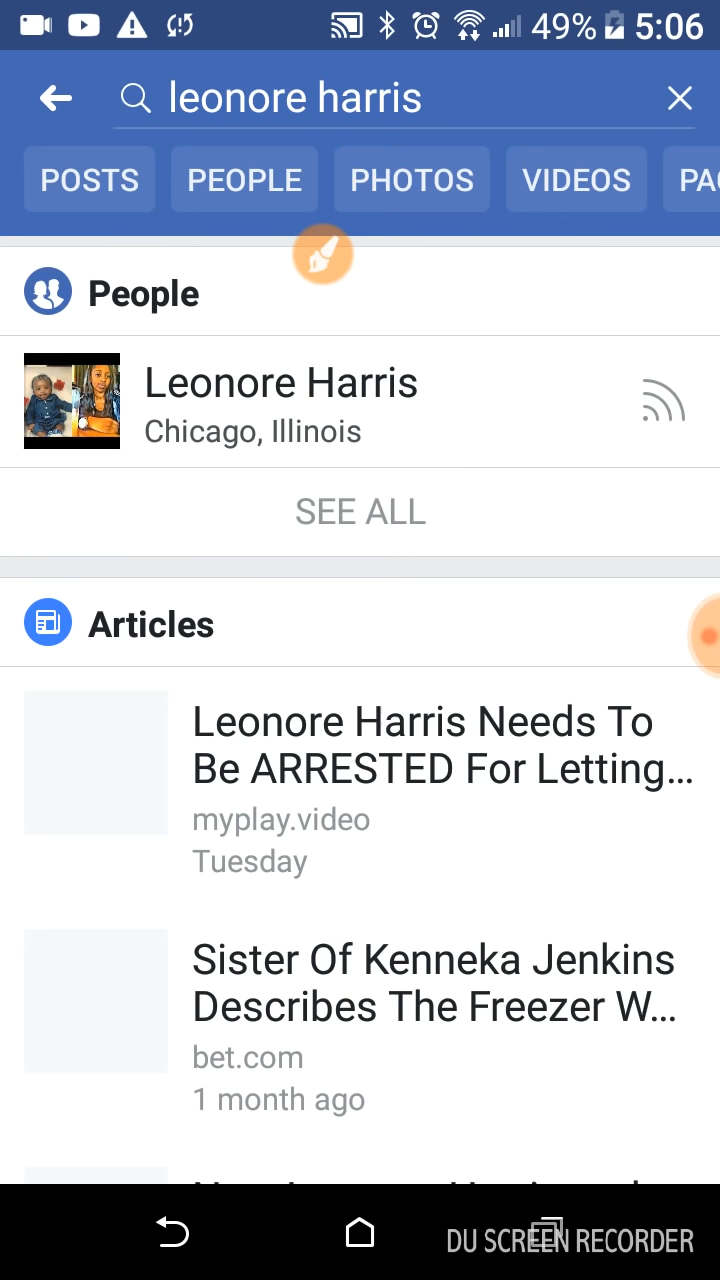 49% 5:06
leonore harris
POSTS PEOPLE PHOTOS VIDEOS PA
People
Leonore Harris
Chicago, Illinois
SEE ALL
Articles
Leonore Harris Needs To
Be ARRESTED For Letting...
myplay.video
Tuesday
Sister Of Kenneka Jenkins
Describes The Freezer W...
bet.com
1 month ago
DU SCREEN RECORDER